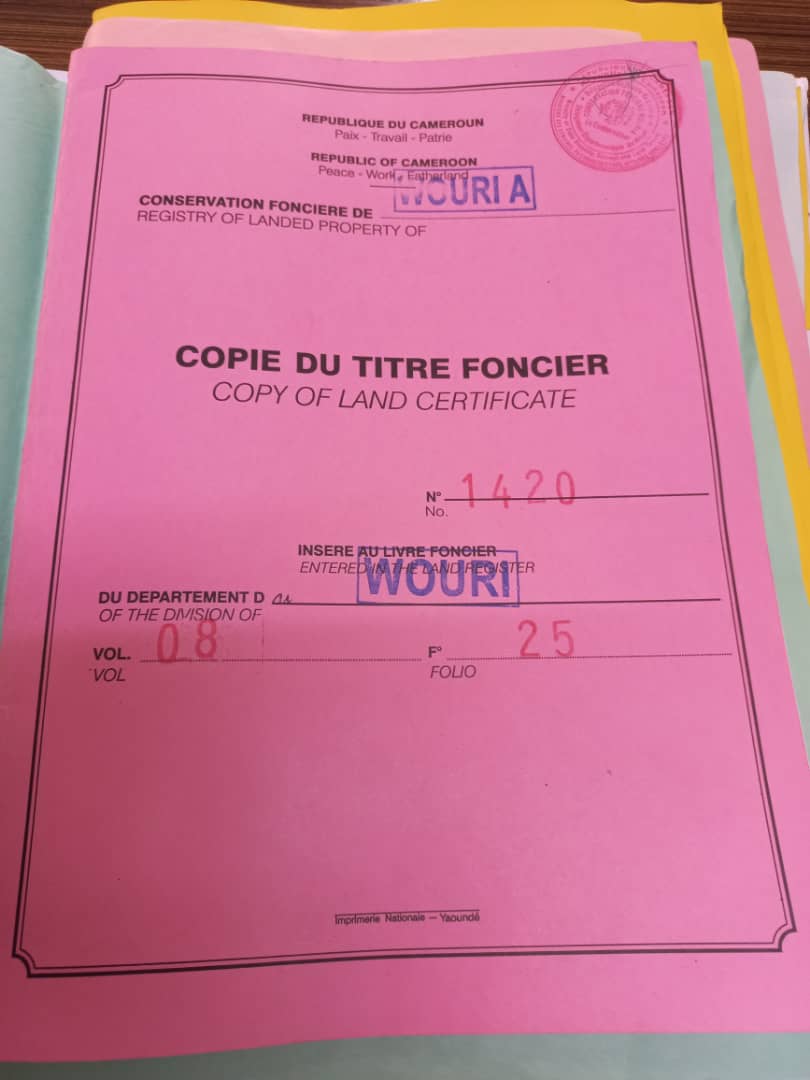 REPUBLIQUE DU CAMEROUN
Paix - Travail - Patrie
REPUBLIC OF CAMEROON
Peace - Work - Fatherland
WOURI A
CONSERVATION FONCIERE DE
REGISTRY OF LANDED PROPERTY OF
COPIE DU TITRE FONCIER
COPY OF LAND CERTIFICATE
N° 1420
No.
INSERE AU LIVRE FONCIER
ENTERED IN THE LAND REGISTER
WOURI
DU DEPARTEMENT D
OF THE DIVISION OF
VOL. 08 F° 25
VOL FOLIO
Imprimerie Nationale — Yaoundé